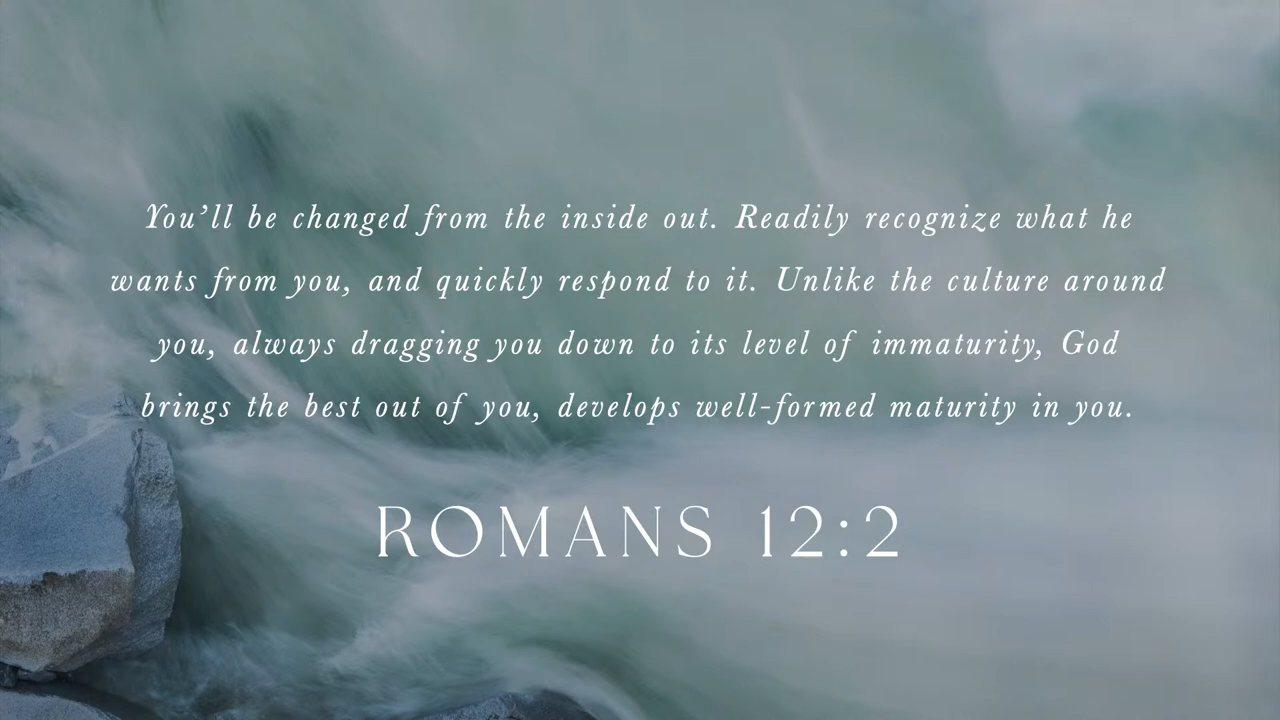 You’ll be changed from the inside out. Readily recognize what he
wants from you, and quickly respond to it. Unlike the culture around
you, always dragging you down to its level of immaturity, God
brings the best out of you, develops well-formed maturity in you.
ROMANS 12:2